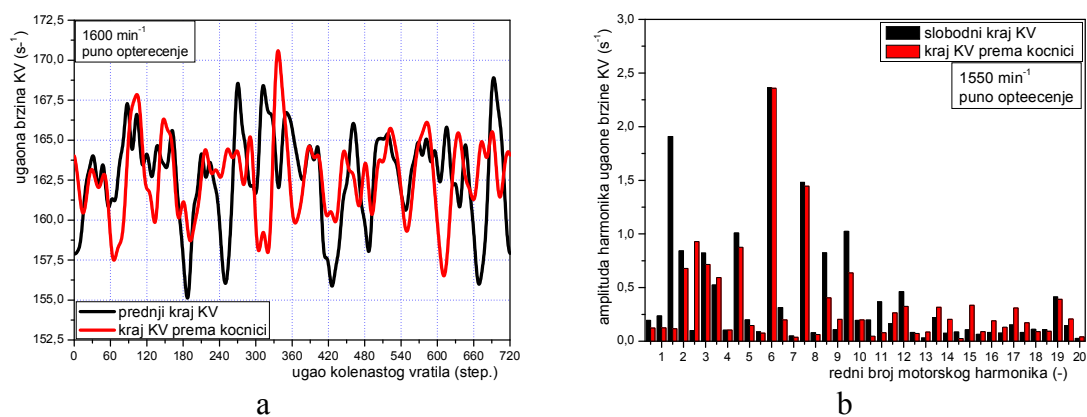 172,5
170,0
167,5
165,0
162,5
160,0
157,5
155,0
152,5
ugaona brzina KV (s⁻¹)
1600 min⁻¹
puno opterecenje
prednji kraj KV
kraj KV prema kocnici
0 60 120 180 240 300 360 420 480 540 600 660 720
ugao kolenastog vratila (step.)
a
3,0
2,5
2,0
1,5
1,0
0,5
0,0
amplituda harmonika ugaone brzine KV (s⁻¹)
slobodni kraj KV
kraj KV prema kocnici
1550 min⁻¹
puno opteecenje
1 2 3 4 5 6 7 8 9 10 11 12 13 14 15 16 17 18 19 20
redni broj motorskog harmonika (-)
b